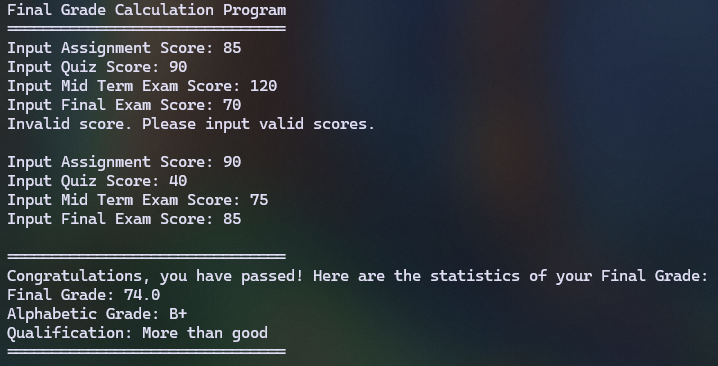 Final Grade Calculation Program
===============================
Input Assignment Score: 85
Input Quiz Score: 90
Input Mid Term Exam Score: 120
Input Final Exam Score: 70
Invalid score. Please input valid scores.

Input Assignment Score: 90
Input Quiz Score: 40
Input Mid Term Exam Score: 75
Input Final Exam Score: 85

===============================
Congratulations, you have passed! Here are the statistics of your Final Grade:
Final Grade: 74.0
Alphabetic Grade: B+
Qualification: More than good
===============================